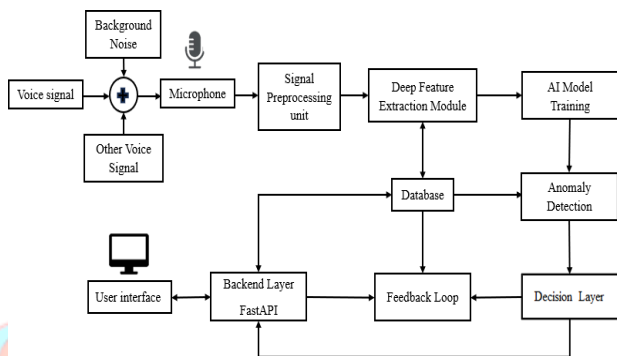 Background
Noise
Voice signal
Microphone
Signal
Preprocessing
unit
Deep Feature
Extraction Module
AI Model
Training
Other Voice
Signal
Database
Anomaly
Detection
User interface
Backend Layer
FastAPI
Feedback Loop
Decision Layer